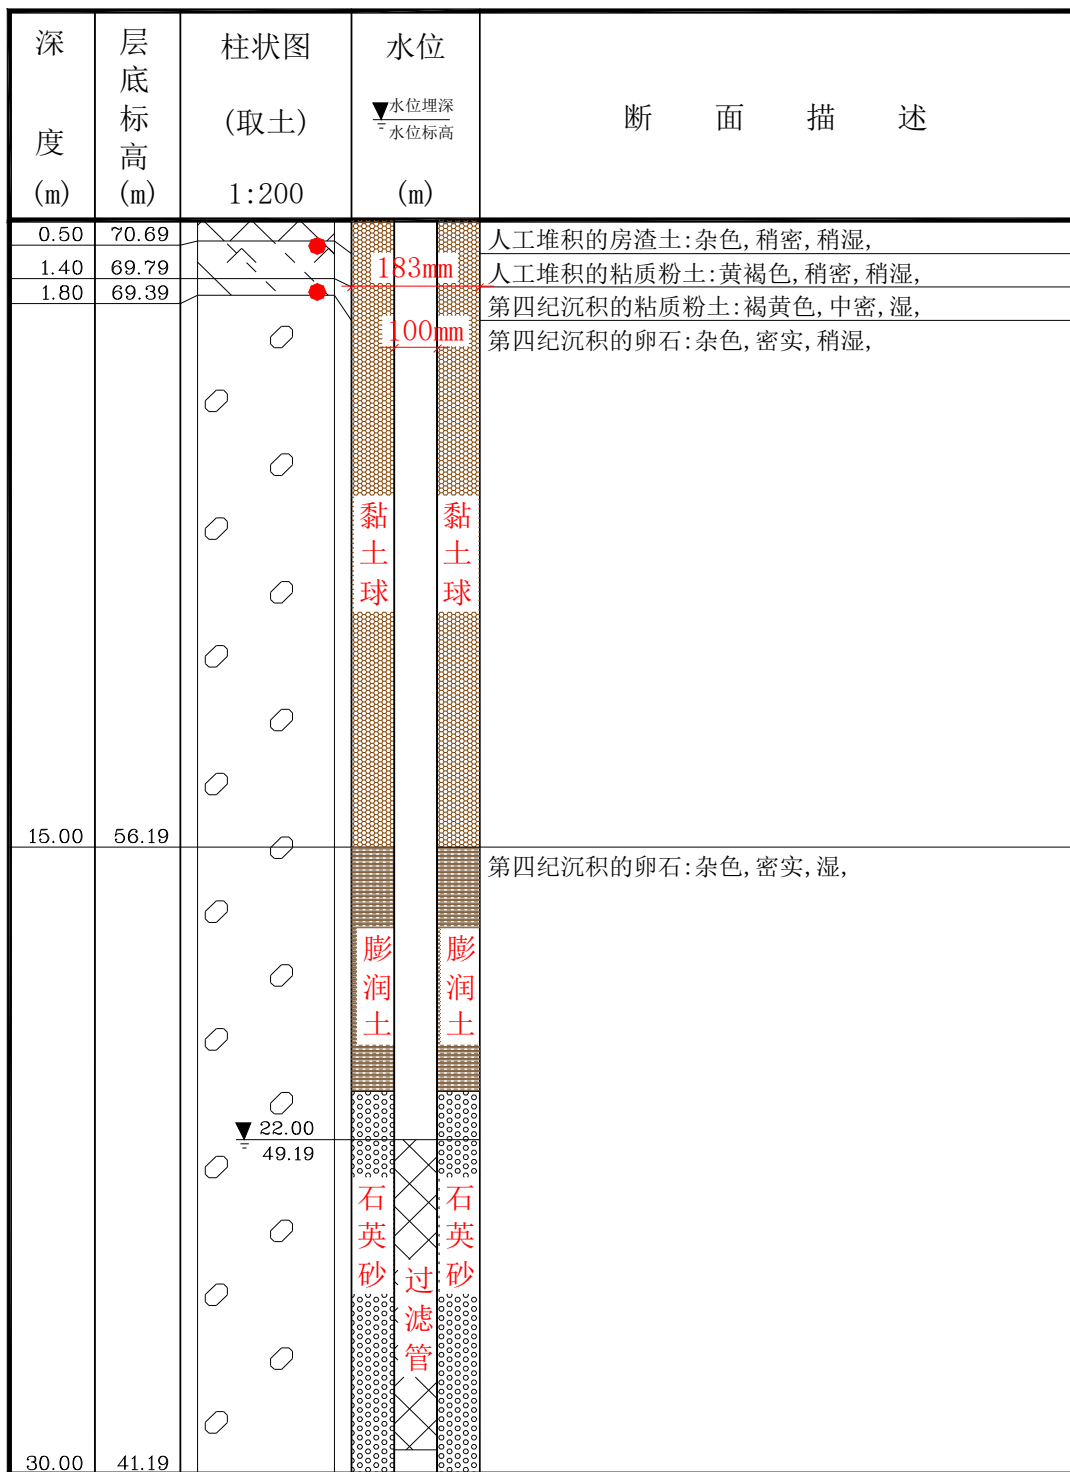 深度(m)
层底标高(m)
柱状图
(取土)
1:200
水位
水位埋深
水位标高
(m)
断面描述
0.50 70.69
人工堆积的房渣土:杂色,稍密,稍湿,
1.40 69.79
183mm
人工堆积的粘质粉土:黄褐色,稍密,稍湿,
1.80 69.39
第四纪沉积的粘质粉土:褐黄色,中密,湿,
100mm
第四纪沉积的卵石:杂色,密实,稍湿,
黏土球
黏土球
15.00 56.19
第四纪沉积的卵石:杂色,密实,湿,
膨润土
膨润土
22.00
49.19
石英砂
石英砂
过滤管
30.00 41.19